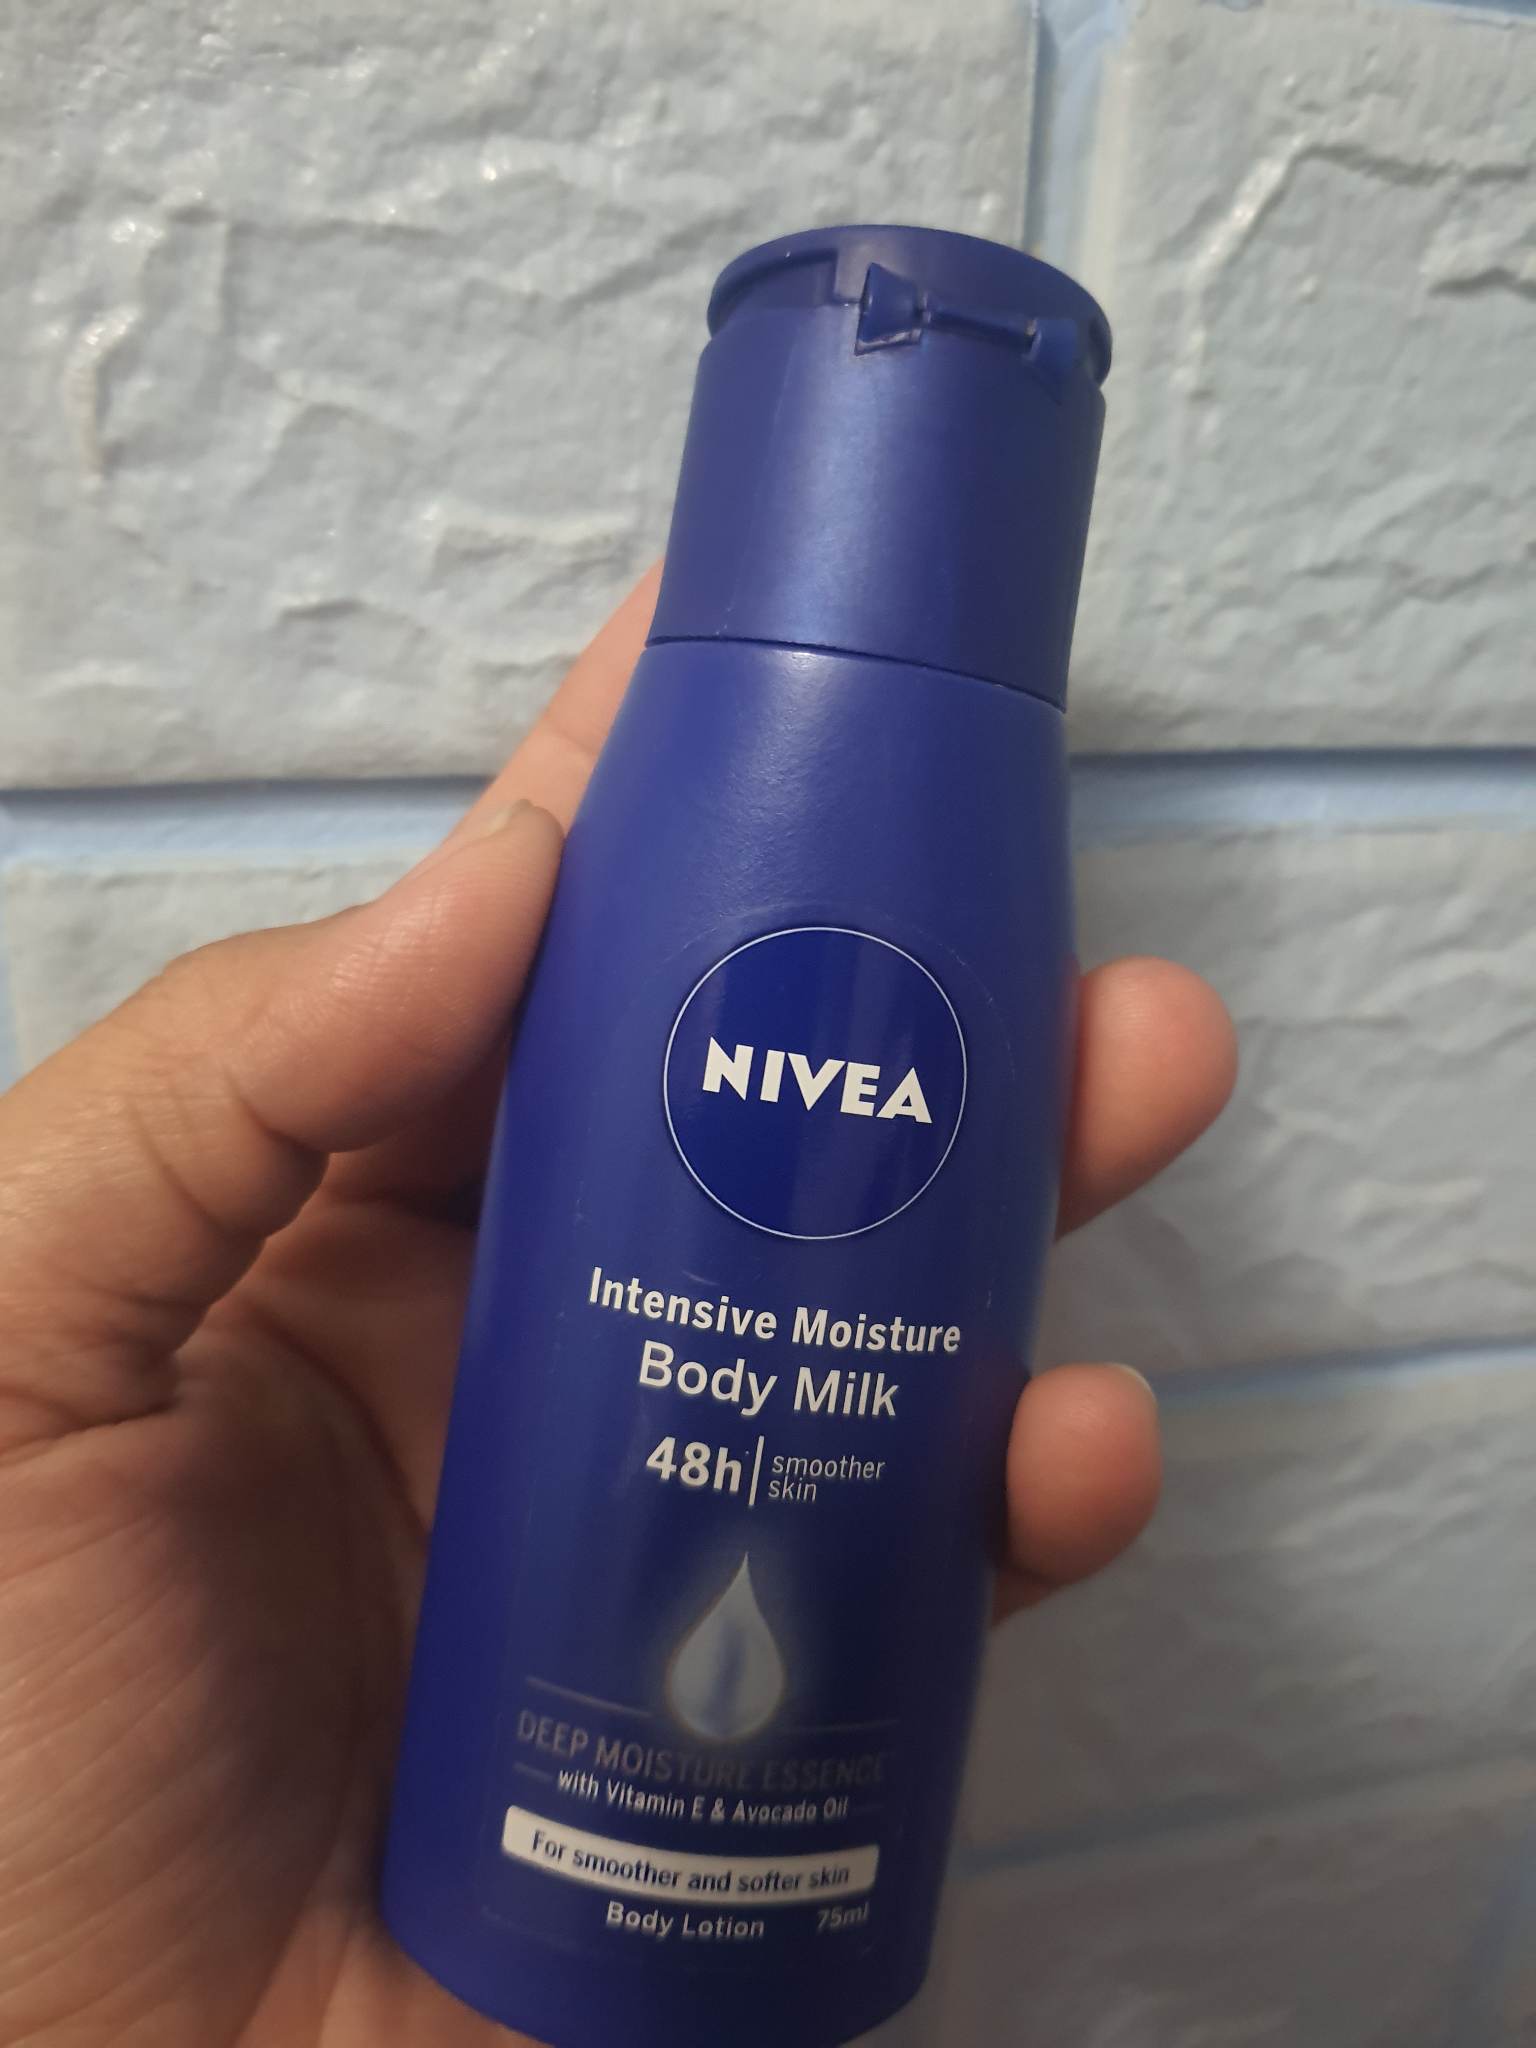 NIVEA
Intensive Moisture
Body Milk
48h smoother
skin
DEEP MOISTURE ESSENCE
with Vitamin E & Avocado Oil
For smoother and softer skin
Body Lotion 75ml